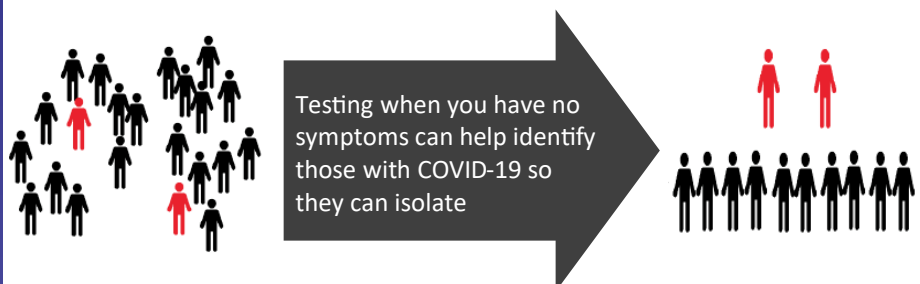 Testing when you have no
symptoms can help identify
those with COVID-19 so
they can isolate